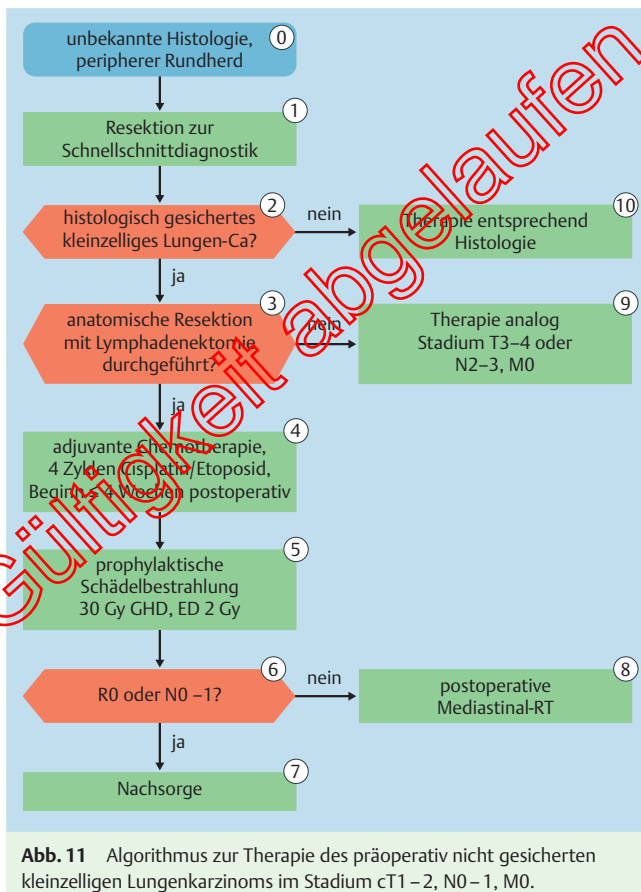 unbekannte Histologie,
peripherer Rundherd
0
Resektion zur
Schnellschnittdiagnostik
1
histologisch gesichertes
kleinzelliges Lungen-Ca?
2
nein
Therapie entsprechend
Histologie
10
ja
anatomische Resektion
mit Lymphadenektomie
durchgeführt?
3
nein
Therapie analog
Stadium T3–4 oder
N2–3, M0
9
ja
adjuvante Chemotherapie,
4 Zyklen Cisplatin/Etoposid,
Beginn ≤ 4 Wochen postoperativ
4
prophylaktische
Schädelbestrahlung
30 Gy GHD, ED 2 Gy
5
R0 oder N0 –1?
6
nein
postoperative
Mediastinal-RT
8
ja
Nachsorge
7
Gültigkeit abgelaufen
Abb. 11 Algorithmus zur Therapie des präoperativ nicht gesicherten
kleinzelligen Lungenkarzinoms im Stadium cT1 – 2, N0 – 1, M0.